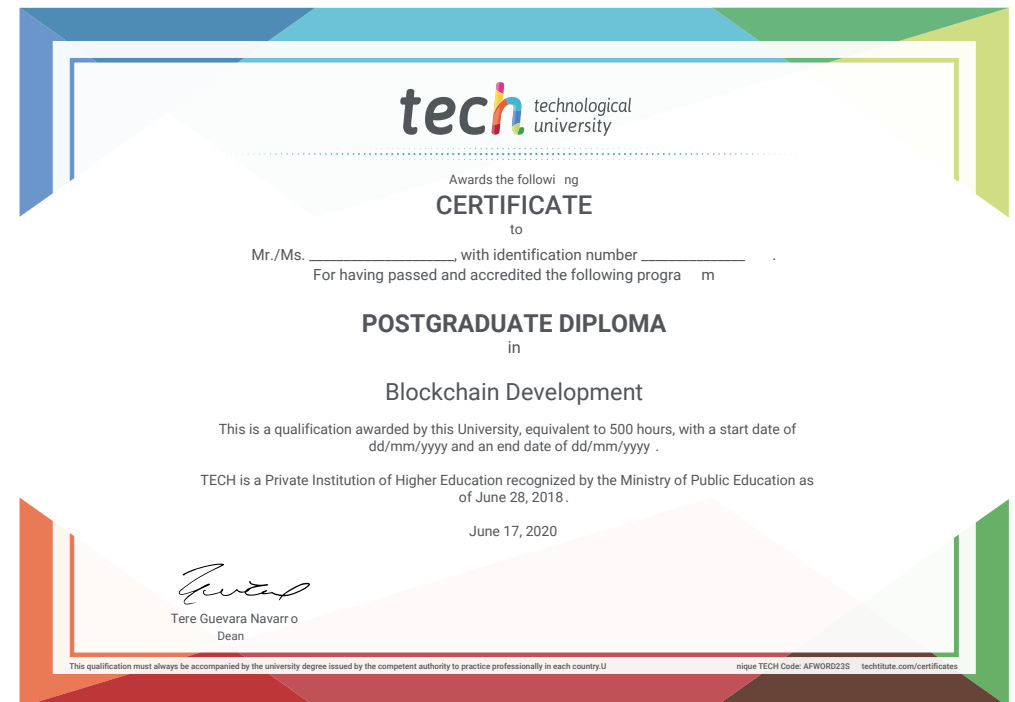 tech technological
university
Awards the followi ng
CERTIFICATE
to
Mr./Ms. _____________________, with identification number _______________ .
For having passed and accredited the following progra m
POSTGRADUATE DIPLOMA
in
Blockchain Development
This is a qualification awarded by this University, equivalent to 500 hours, with a start date of
dd/mm/yyyy and an end date of dd/mm/yyyy .
TECH is a Private Institution of Higher Education recognized by the Ministry of Public Education as
of June 28, 2018 .
June 17, 2020
Tere Guevara Navarr o
Dean
This qualification must always be accompanied by the university degree issued by the competent authority to practice professionally in each country.U nique TECH Code: AFWORD23S techtitute.com/certificates